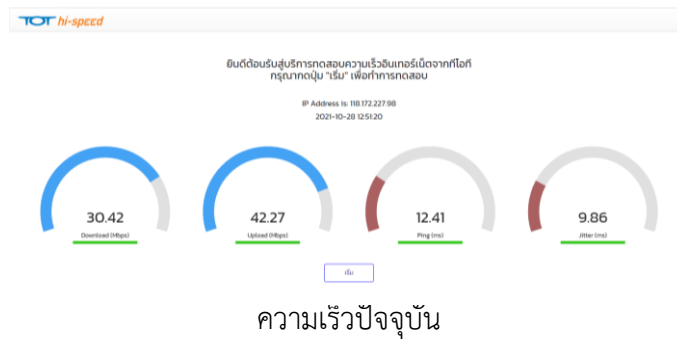 TOT hi-speed
ยินดีต้อนรับสู่บริการทดสอบความเร็วอินเทอร์เน็ตจากทีโอที
กรุณากดปุ่ม "เริ่ม" เพื่อทำการทดสอบ
IP Address Is: 118.172.227.98
2021-10-28 12:51:20
30.42
Download (Mbps)
42.27
Upload (Mbps)
12.41
Ping (ms)
9.86
Jitter (ms)
เริ่ม
ความเร็วปัจจุบัน